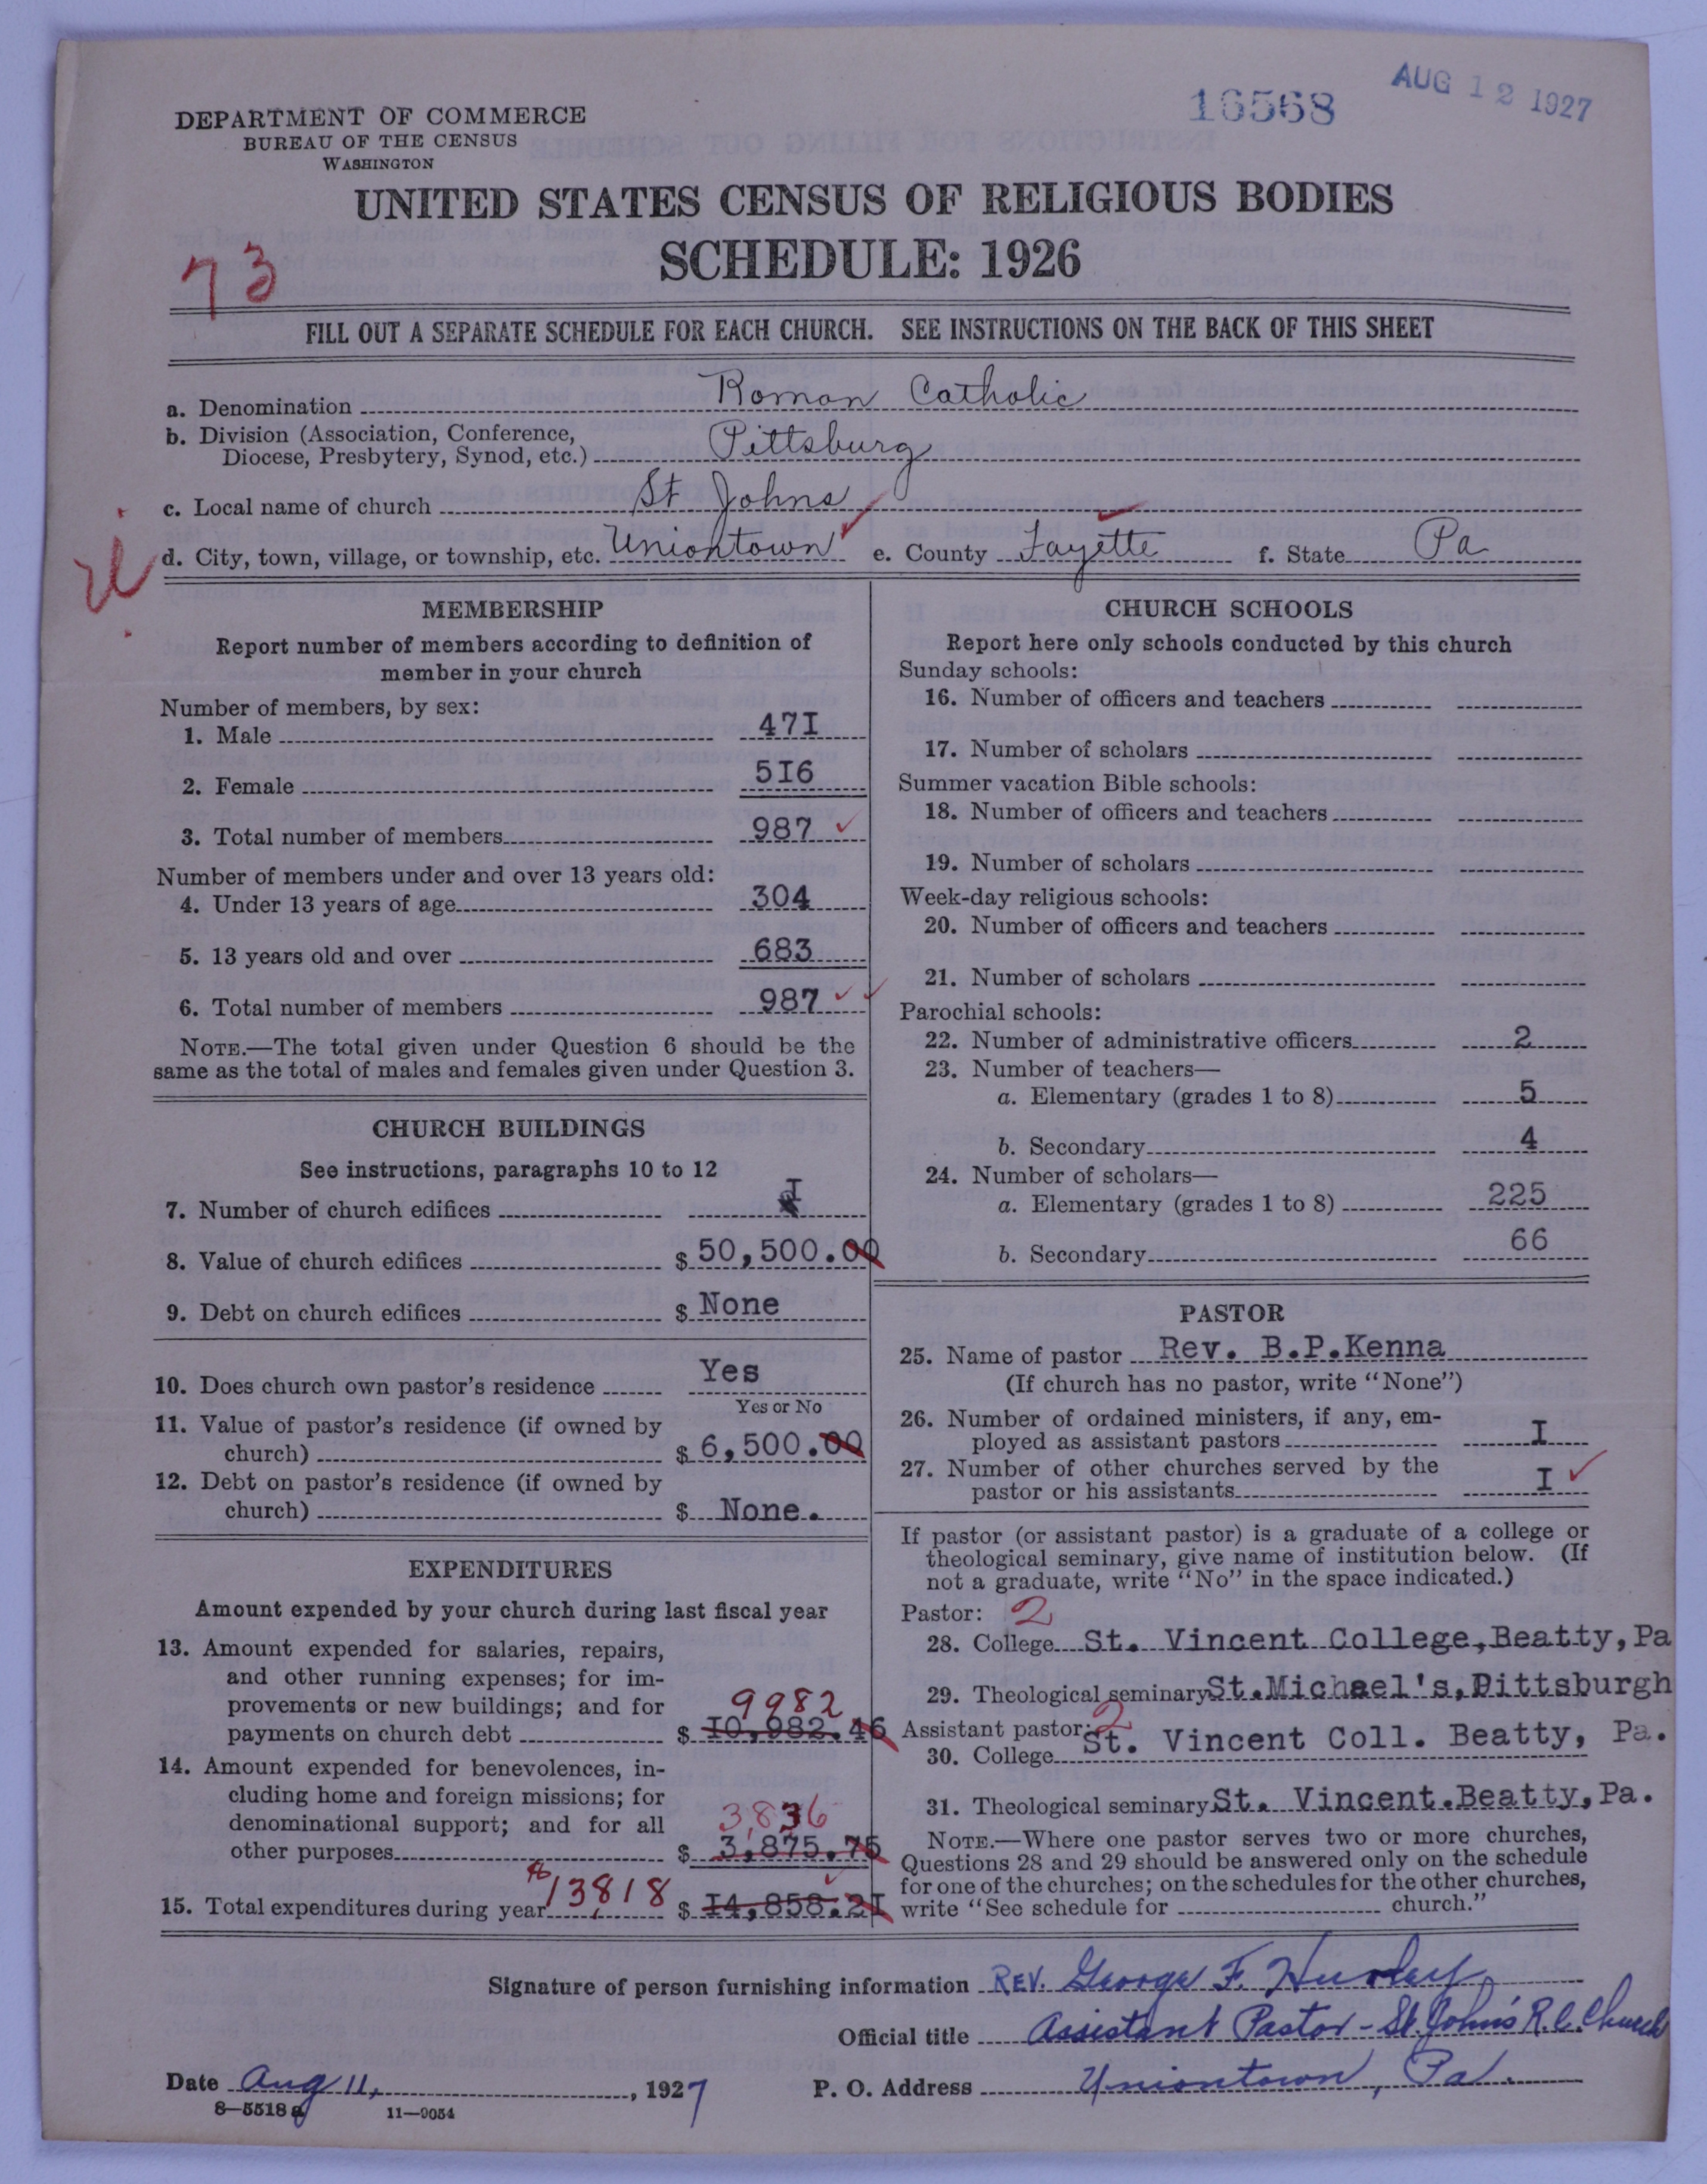 16568
AUG 12 1927
DEPARTMENT OF COMMERCE
BUREAU OF THE CENSUS
WASHINGTON
UNITED STATES CENSUS OF RELIGIOUS BODIES
SCHEDULE: 1926
73
FILL OUT A SEPARATE SCHEDULE FOR EACH CHURCH. SEE INSTRUCTIONS ON THE BACK OF THIS SHEET
a. Denomination Roman Catholic
b. Division (Association, Conference,
Diocese, Presbytery, Synod, etc.) Pittsburg
c. Local name of church St Johns
d. City, town, village, or township, etc. Uniontown e. County Fayette f. State Pa
MEMBERSHIP
Report number of members according to definition of
member in your church
Number of members, by sex:
1. Male 47I
2. Female 5I6
3. Total number of members 987
Number of members under and over 13 years old:
4. Under 13 years of age 304
5. 13 years old and over 683
6. Total number of members 987
NOTE.—The total given under Question 6 should be the
same as the total of males and females given under Question 3.
CHURCH BUILDINGS
See instructions, paragraphs 10 to 12
7. Number of church edifices I
8. Value of church edifices $ 50,500.00
9. Debt on church edifices $ None
10. Does church own pastor's residence Yes
Yes or No
11. Value of pastor's residence (if owned by
church) $ 6,500.00
12. Debt on pastor's residence (if owned by
church) $ None.
EXPENDITURES
Amount expended by your church during last fiscal year
13. Amount expended for salaries, repairs,
and other running expenses; for im-
provements or new buildings; and for
9982
payments on church debt $ I0,982.46
14. Amount expended for benevolences, in-
cluding home and foreign missions; for
denominational support; and for all
3,836
other purposes $ 3,875.75
15. Total expenditures during year $13818 $ I4,858.2I
CHURCH SCHOOLS
Report here only schools conducted by this church
Sunday schools:
16. Number of officers and teachers
17. Number of scholars
Summer vacation Bible schools:
18. Number of officers and teachers
19. Number of scholars
Week-day religious schools:
20. Number of officers and teachers
21. Number of scholars
Parochial schools:
22. Number of administrative officers 2
23. Number of teachers—
a. Elementary (grades 1 to 8) 5
b. Secondary 4
24. Number of scholars—
a. Elementary (grades 1 to 8) 225
b. Secondary 66
PASTOR
25. Name of pastor Rev. B.P.Kenna
(If church has no pastor, write "None")
26. Number of ordained ministers, if any, em-
ployed as assistant pastors I
27. Number of other churches served by the
pastor or his assistants I
If pastor (or assistant pastor) is a graduate of a college or
theological seminary, give name of institution below. (If
not a graduate, write "No" in the space indicated.)
Pastor: 2
28. College St. Vincent College,Beatty,Pa
29. Theological seminary St.Michael's,Pittsburgh
Assistant pastor: 2
30. College St. Vincent Coll. Beatty, Pa.
31. Theological seminary St. Vincent.Beatty,Pa.
NOTE.—Where one pastor serves two or more churches,
Questions 28 and 29 should be answered only on the schedule
for one of the churches; on the schedules for the other churches,
write "See schedule for church."
Signature of person furnishing information REV. George F. Hurley
Official title Assistant Pastor - St. John's R.C. Church
Date Aug 11, , 1927 P. O. Address Uniontown, Pa.
8—5518 a 11—9054